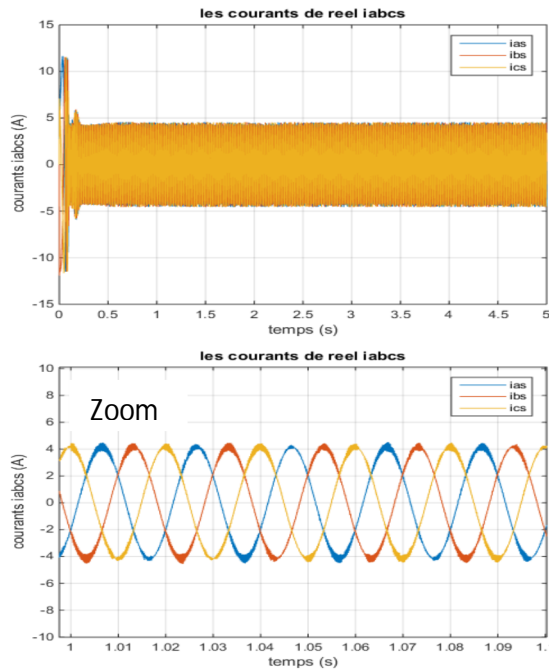 les courants de reel iabcs
courants iabcs (A)
15
10
5
0
-5
-10
-15
ias
ibs
ics
0 0.5 1 1.5 2 2.5 3 3.5 4 4.5 5
temps (s)
les courants de reel iabcs
courants iabcs (A)
10
8
6
4
2
0
-2
-4
-6
-8
-10
Zoom
ias
ibs
ics
1 1.01 1.02 1.03 1.04 1.05 1.06 1.07 1.08 1.09 1.
temps (s)